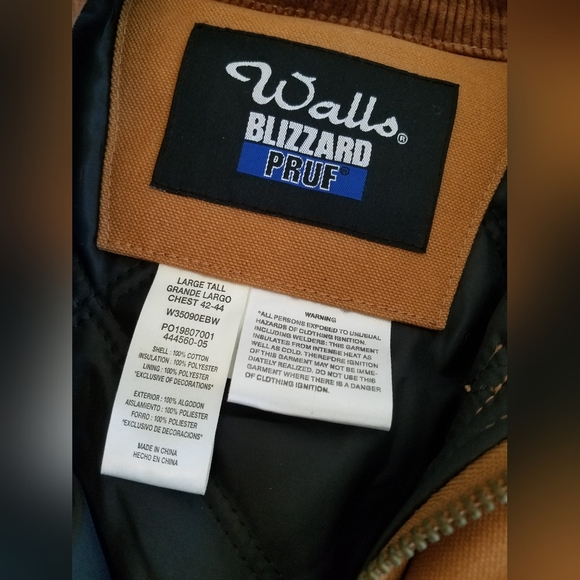 Walls®
BLIZZARD
PRUF®
LARGE TALL
GRANDE LARGO
CHEST 42-44
W35090EBW
PO19807001
444560-05
SHELL : 100% COTTON
INSULATION : 100% POLYESTER
LINING : 100% POLYESTER
"EXCLUSIVE OF DECORATIONS"
EXTERIOR : 100% ALGODON
AISLAMIENTO : 100% POLIESTER
FORRO : 100% POLIESTER
"EXCLUSIVO DE DECORACIONS"
MADE IN CHINA
HECHO EN CHINA
WARNING
"ALL PERSONS EXPOSED TO UNUSUAL
HAZARDS OF CLOTHING IGNITION.
INCLUDING WELDERS; THIS GARMENT
INSULATES FROM INTENSE HEAT AS
WELL AS COLD. THEREFORE IGNITION
OF THIS GARMENT MAY NOT BE IMME-
DIATELY REALIZED. DO NOT USE THIS
GARMENT WHERE THERE IS A DANGER
OF CLOTHING IGNITION.